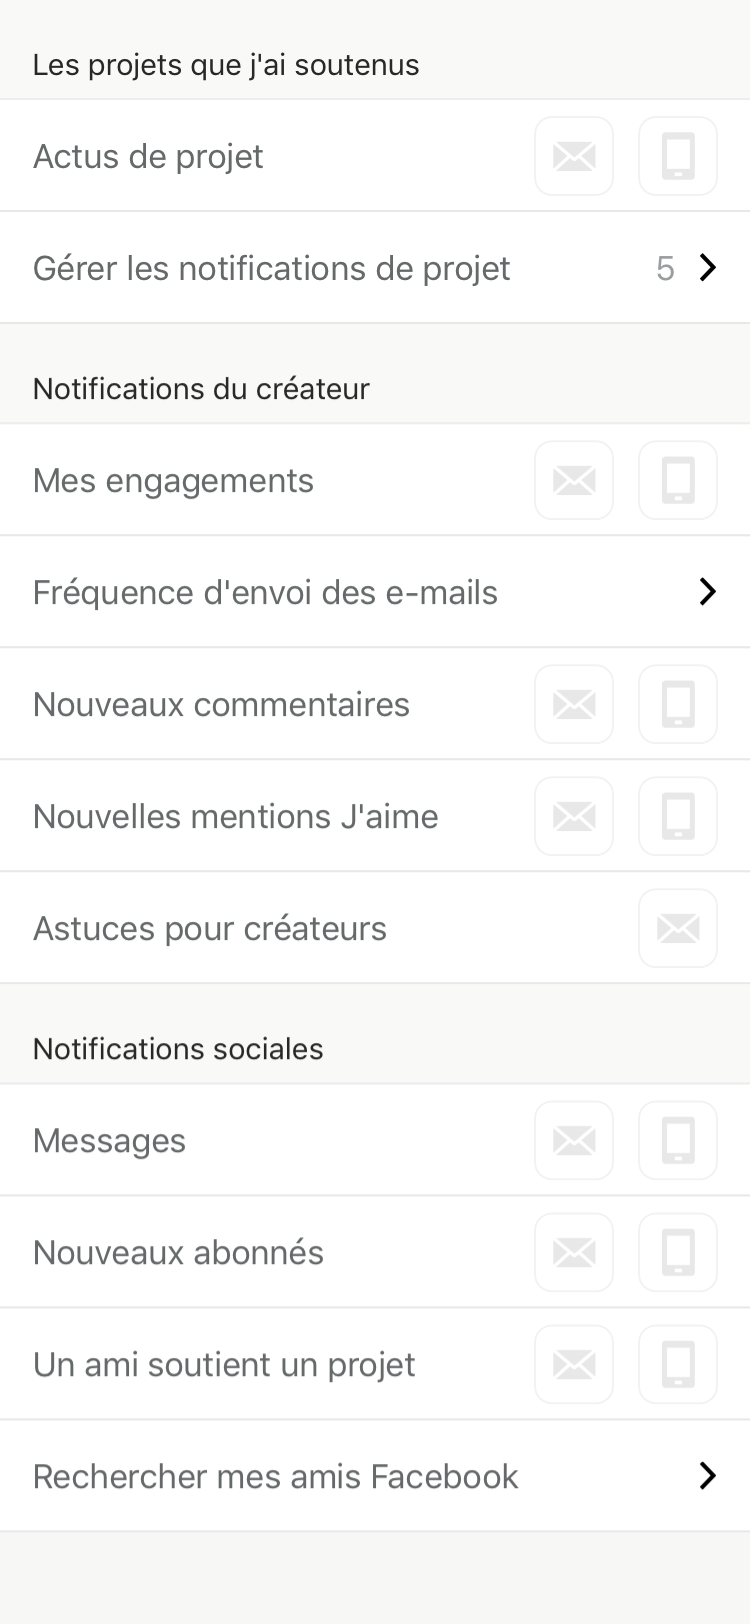 Les projets que j'ai soutenus
Actus de projet
Gérer les notifications de projet 5
Notifications du créateur
Mes engagements
Fréquence d'envoi des e-mails
Nouveaux commentaires
Nouvelles mentions J'aime
Astuces pour créateurs
Notifications sociales
Messages
Nouveaux abonnés
Un ami soutient un projet
Rechercher mes amis Facebook